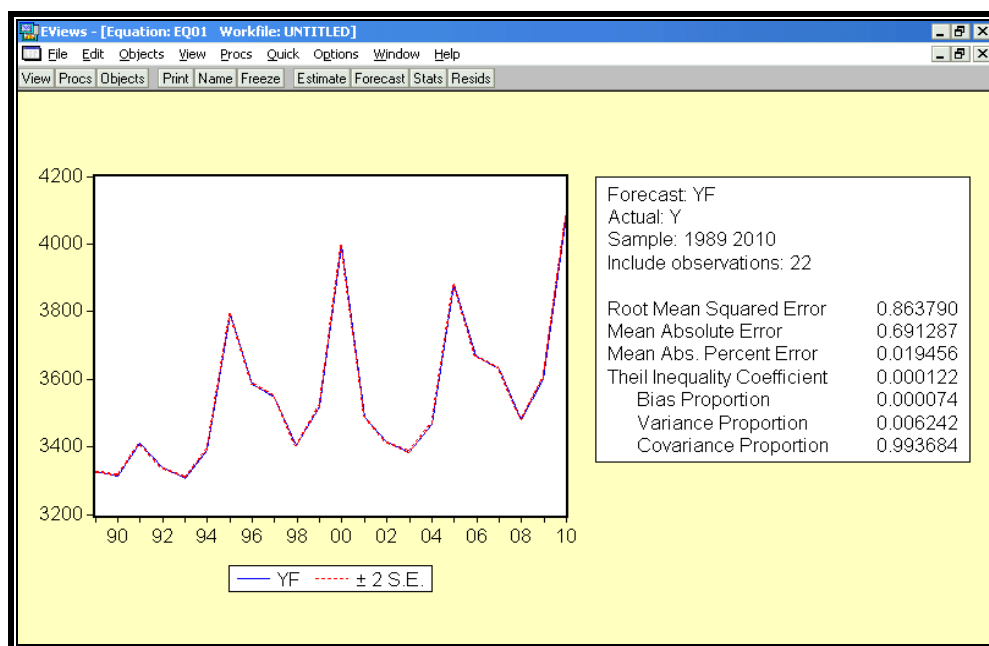 EViews - [Equation: EQ01 Workfile: UNTITLED]
File Edit Objects View Procs Quick Options Window Help
View Procs Objects Print Name Freeze Estimate Forecast Stats Resids
4200
4000
3800
3600
3400
3200
90 92 94 96 98 00 02 04 06 08 10
YF ± 2 S.E.
Forecast: YF
Actual: Y
Sample: 1989 2010
Include observations: 22
Root Mean Squared Error 0.863790
Mean Absolute Error 0.691287
Mean Abs. Percent Error 0.019456
Theil Inequality Coefficient 0.000122
Bias Proportion 0.000074
Variance Proportion 0.006242
Covariance Proportion 0.993684